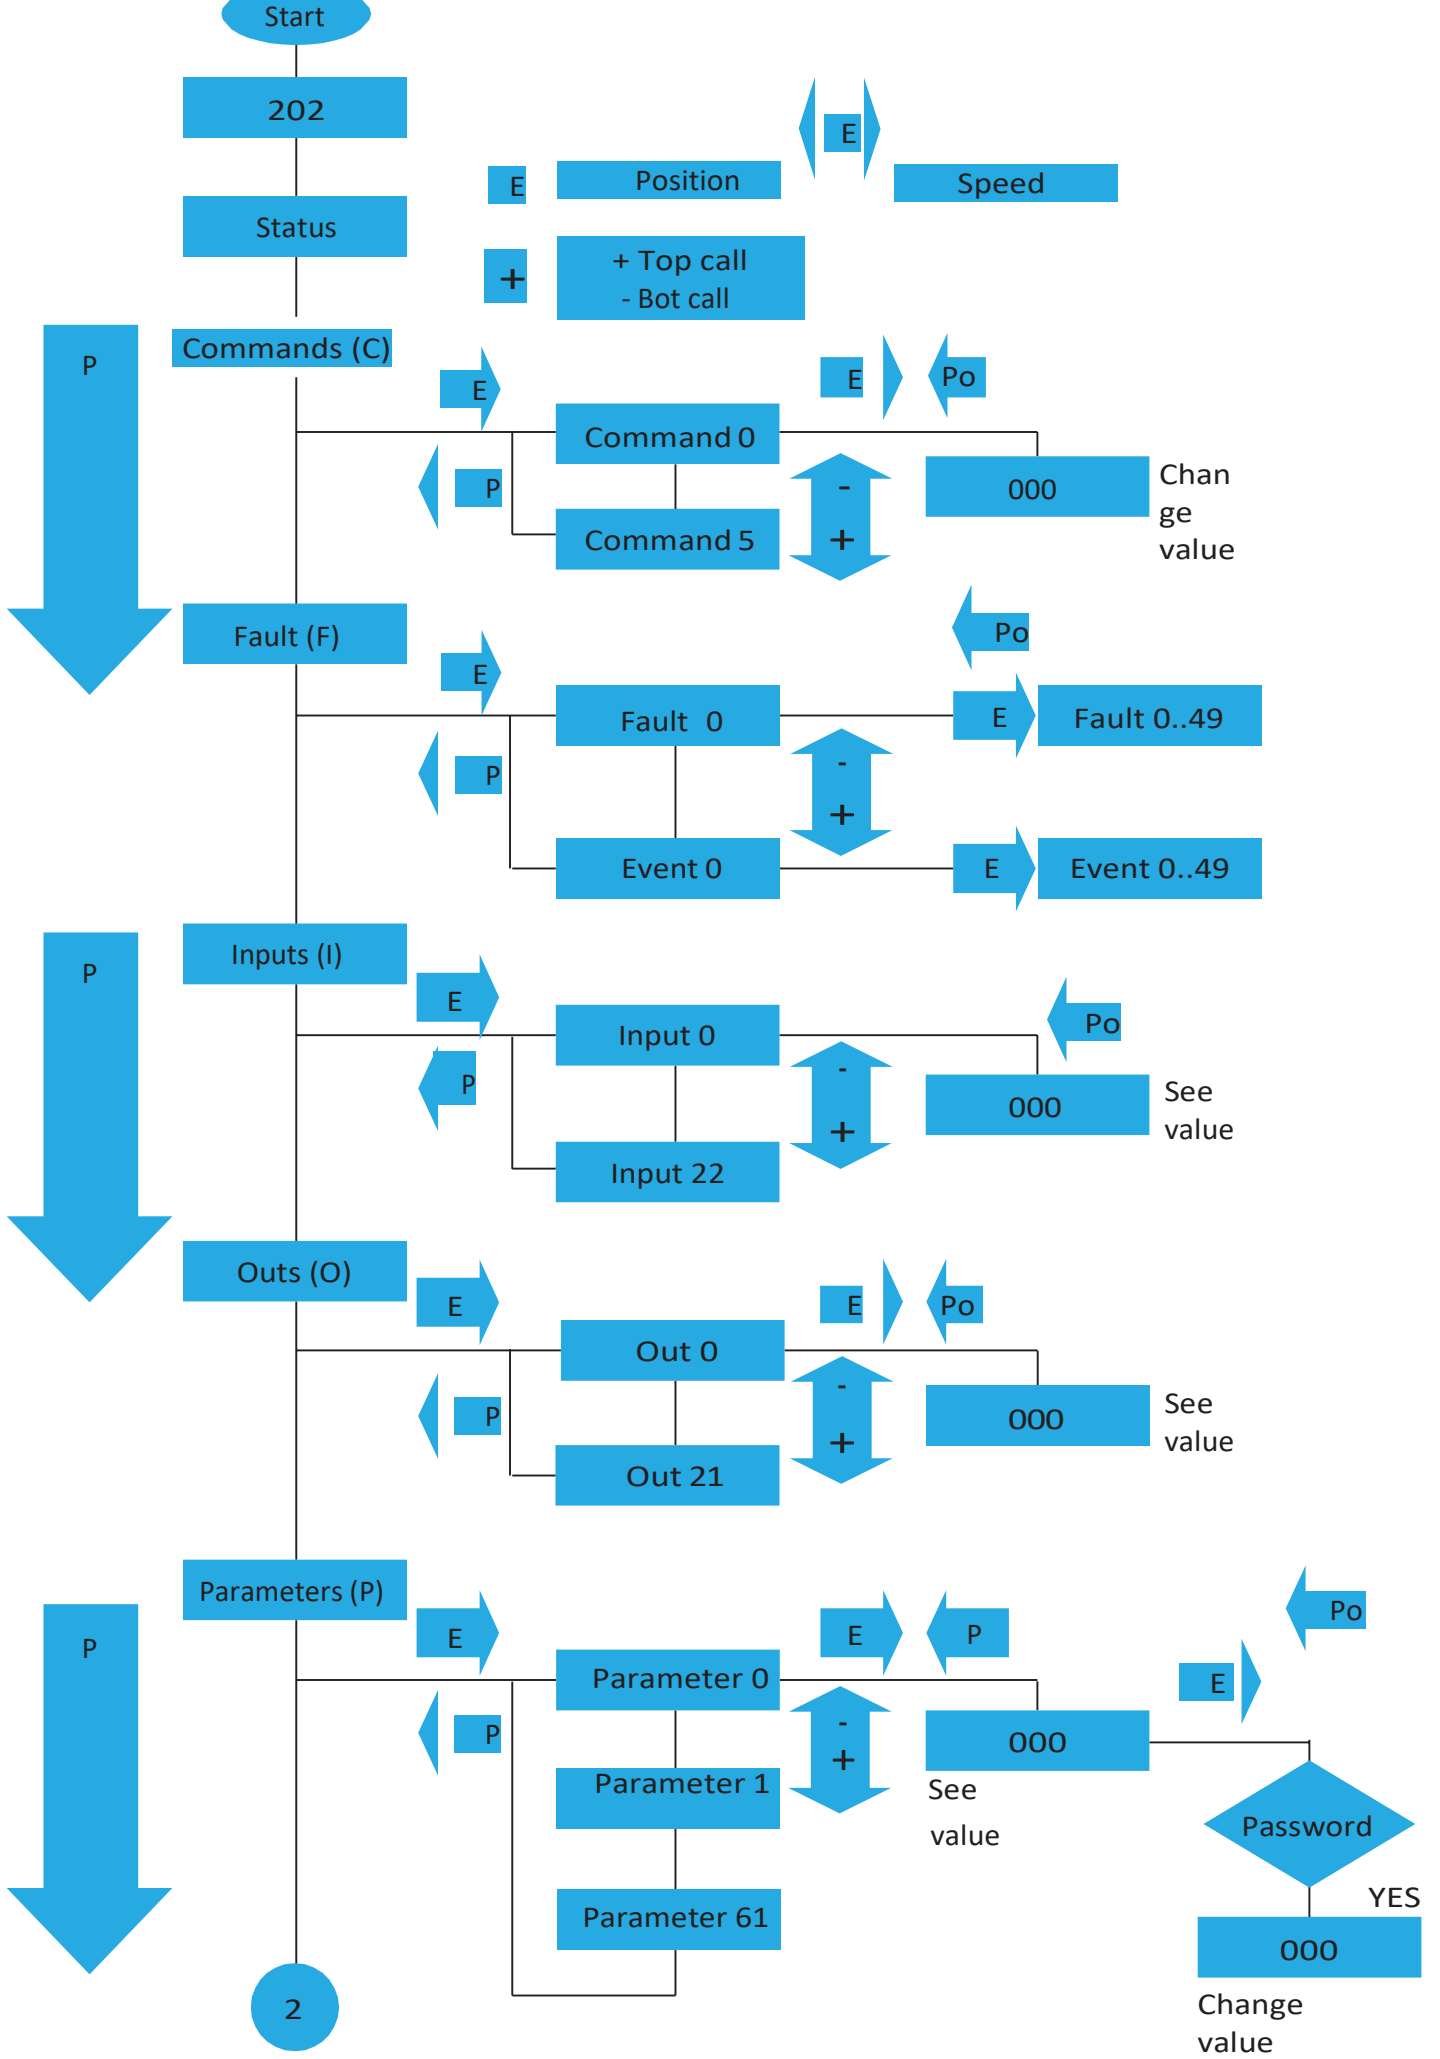 Start
202
E
E
Position
Speed
Status
+
+ Top call
- Bot call
P
Commands (C)
E
E
Po
Command 0
P
-
000
Chan
ge
value
Command 5
+
Fault (F)
Po
E
Fault 0
E
Fault 0..49
P
-
+
Event 0
E
Event 0..49
P
Inputs (I)
E
Po
Input 0
P
-
000
See
value
+
Input 22
Outs (O)
E
E
Po
Out 0
P
-
000
See
value
+
Out 21
Parameters (P)
Po
P
E
E
P
Parameter 0
E
P
-
000
+
Parameter 1
See
value
Password
YES
Parameter 61
000
2
Change
value